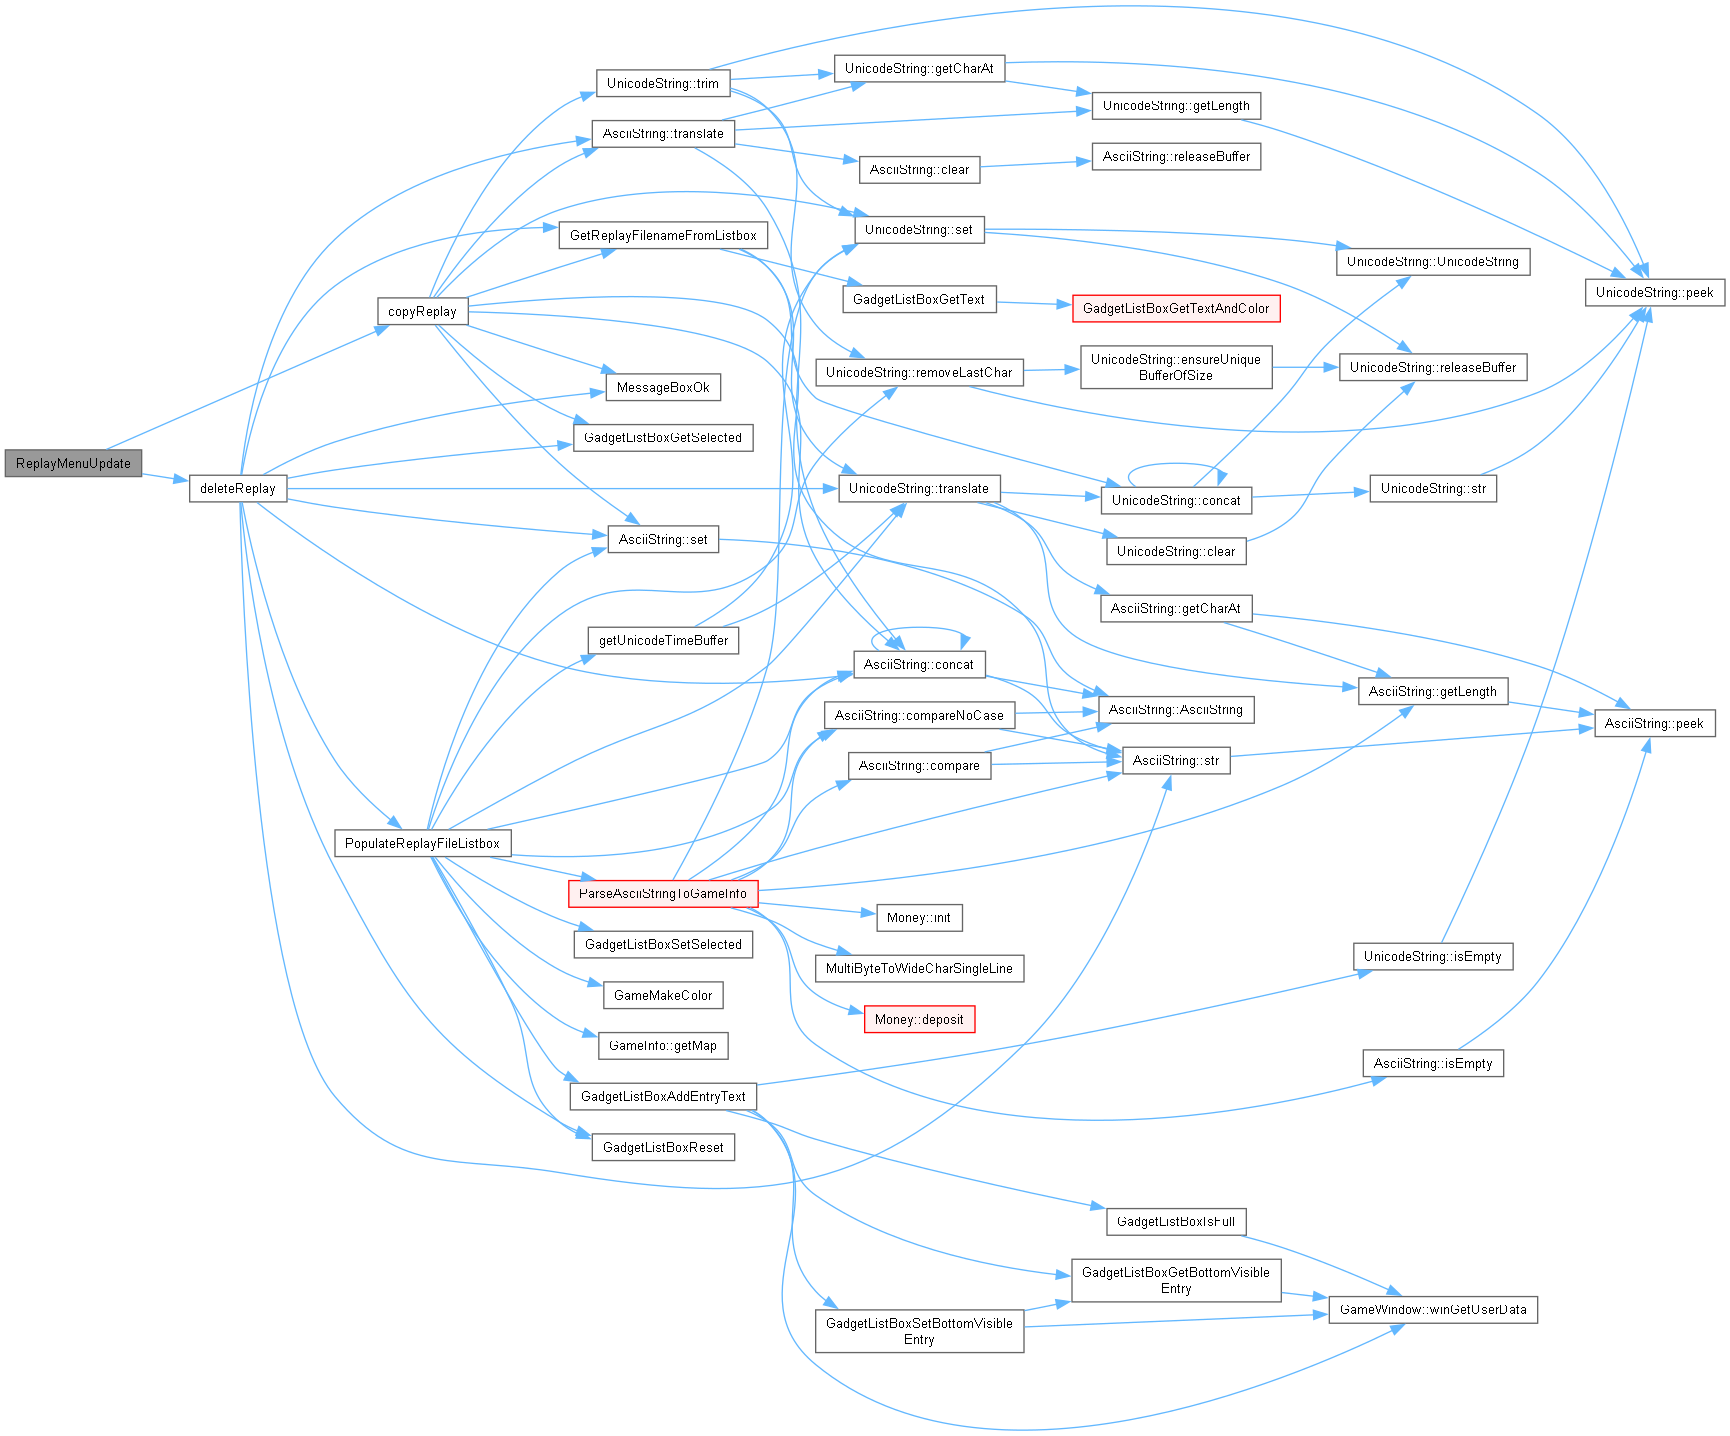 ReplayMenuUpdate
copyReplay
deleteReplay
PopulateReplayFileListbox
UnicodeString::trim
AsciiString::translate
GetReplayFilenameFromListbox
MessageBoxOk
GadgetListBoxGetSelected
AsciiString::set
getUnicodeTimeBuffer
ParseAsciiStringToGameInfo
GadgetListBoxSetSelected
GameMakeColor
GameInfo::getMap
GadgetListBoxAddEntryText
GadgetListBoxReset
UnicodeString::getCharAt
AsciiString::clear
UnicodeString::set
GadgetListBoxGetText
UnicodeString::removeLastChar
UnicodeString::translate
AsciiString::concat
AsciiString::compareNoCase
AsciiString::compare
Money::init
MultiByteToWideCharSingleLine
Money::deposit
GadgetListBoxSetBottomVisible
Entry
UnicodeString::getLength
AsciiString::releaseBuffer
GadgetListBoxGetTextAndColor
UnicodeString::ensureUnique
BufferOfSize
UnicodeString::concat
UnicodeString::clear
AsciiString::getCharAt
AsciiString::AsciiString
AsciiString::str
GadgetListBoxIsFull
GadgetListBoxGetBottomVisible
Entry
UnicodeString::UnicodeString
UnicodeString::releaseBuffer
UnicodeString::str
AsciiString::getLength
UnicodeString::isEmpty
AsciiString::isEmpty
GameWindow::winGetUserData
UnicodeString::peek
AsciiString::peek